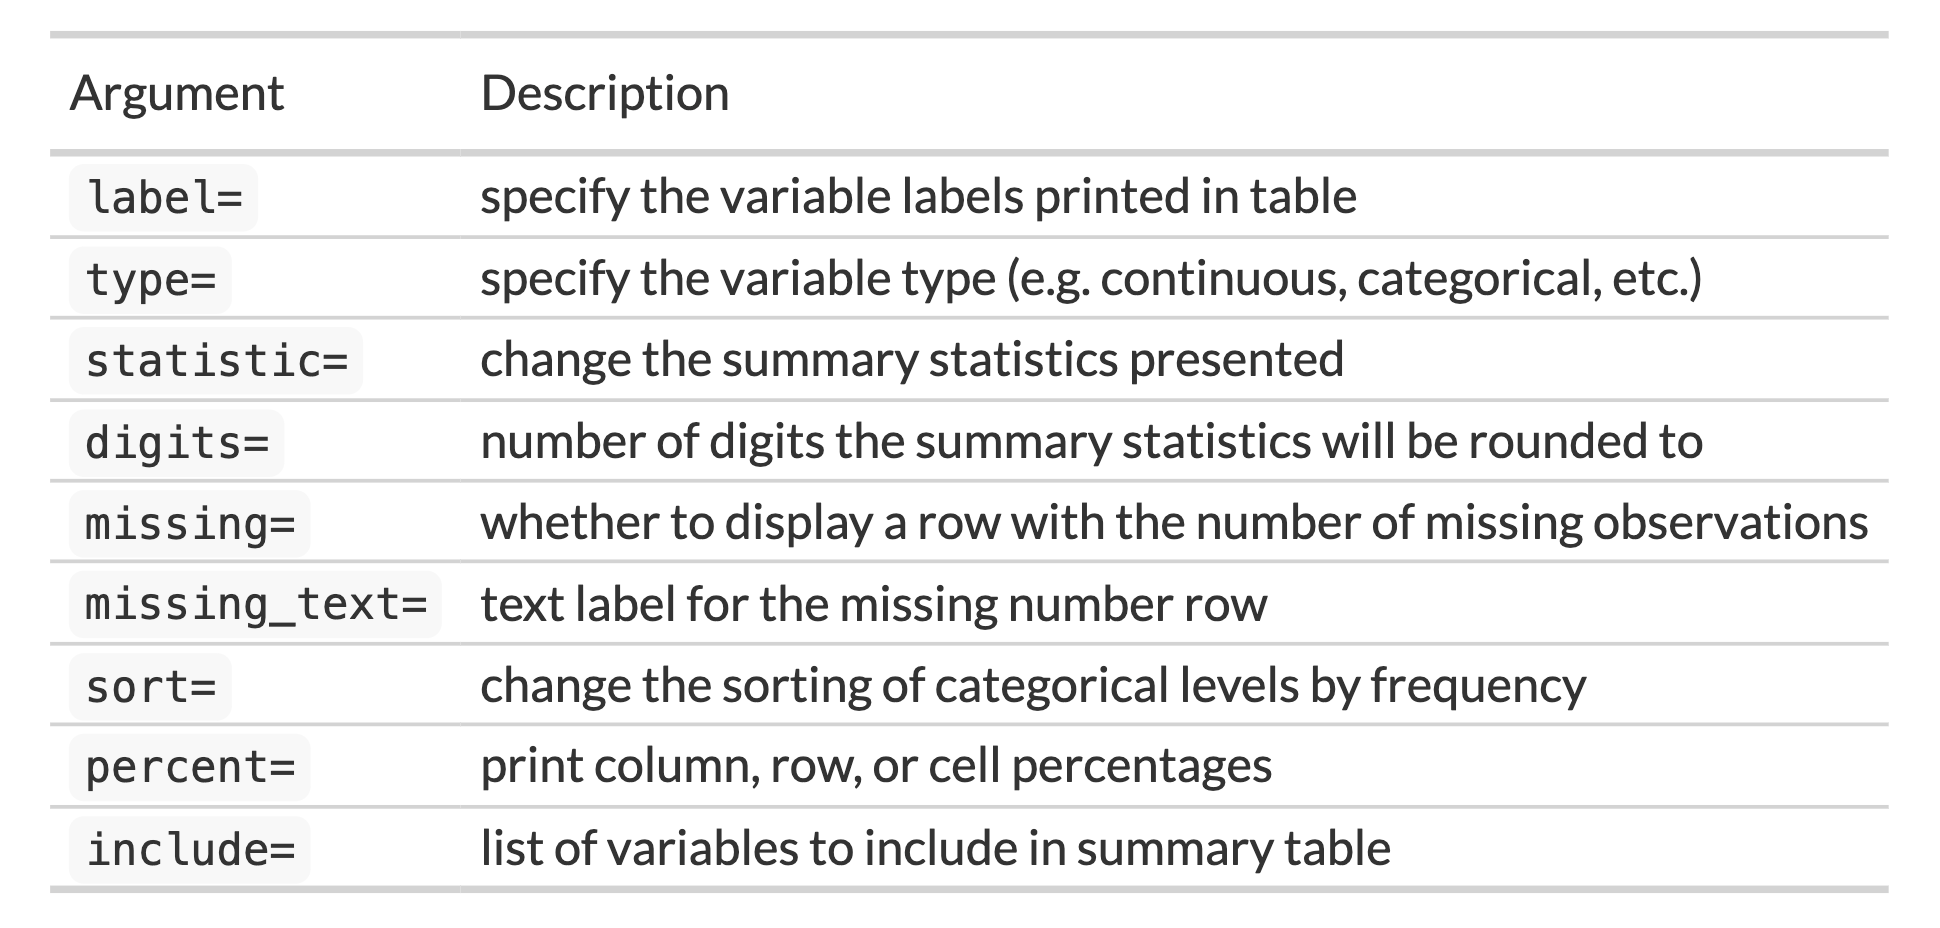 Argument Description
label= specify the variable labels printed in table
type= specify the variable type (e.g. continuous, categorical, etc.)
statistic= change the summary statistics presented
digits= number of digits the summary statistics will be rounded to
missing= whether to display a row with the number of missing observations
missing_text= text label for the missing number row
sort= change the sorting of categorical levels by frequency
percent= print column, row, or cell percentages
include= list of variables to include in summary table